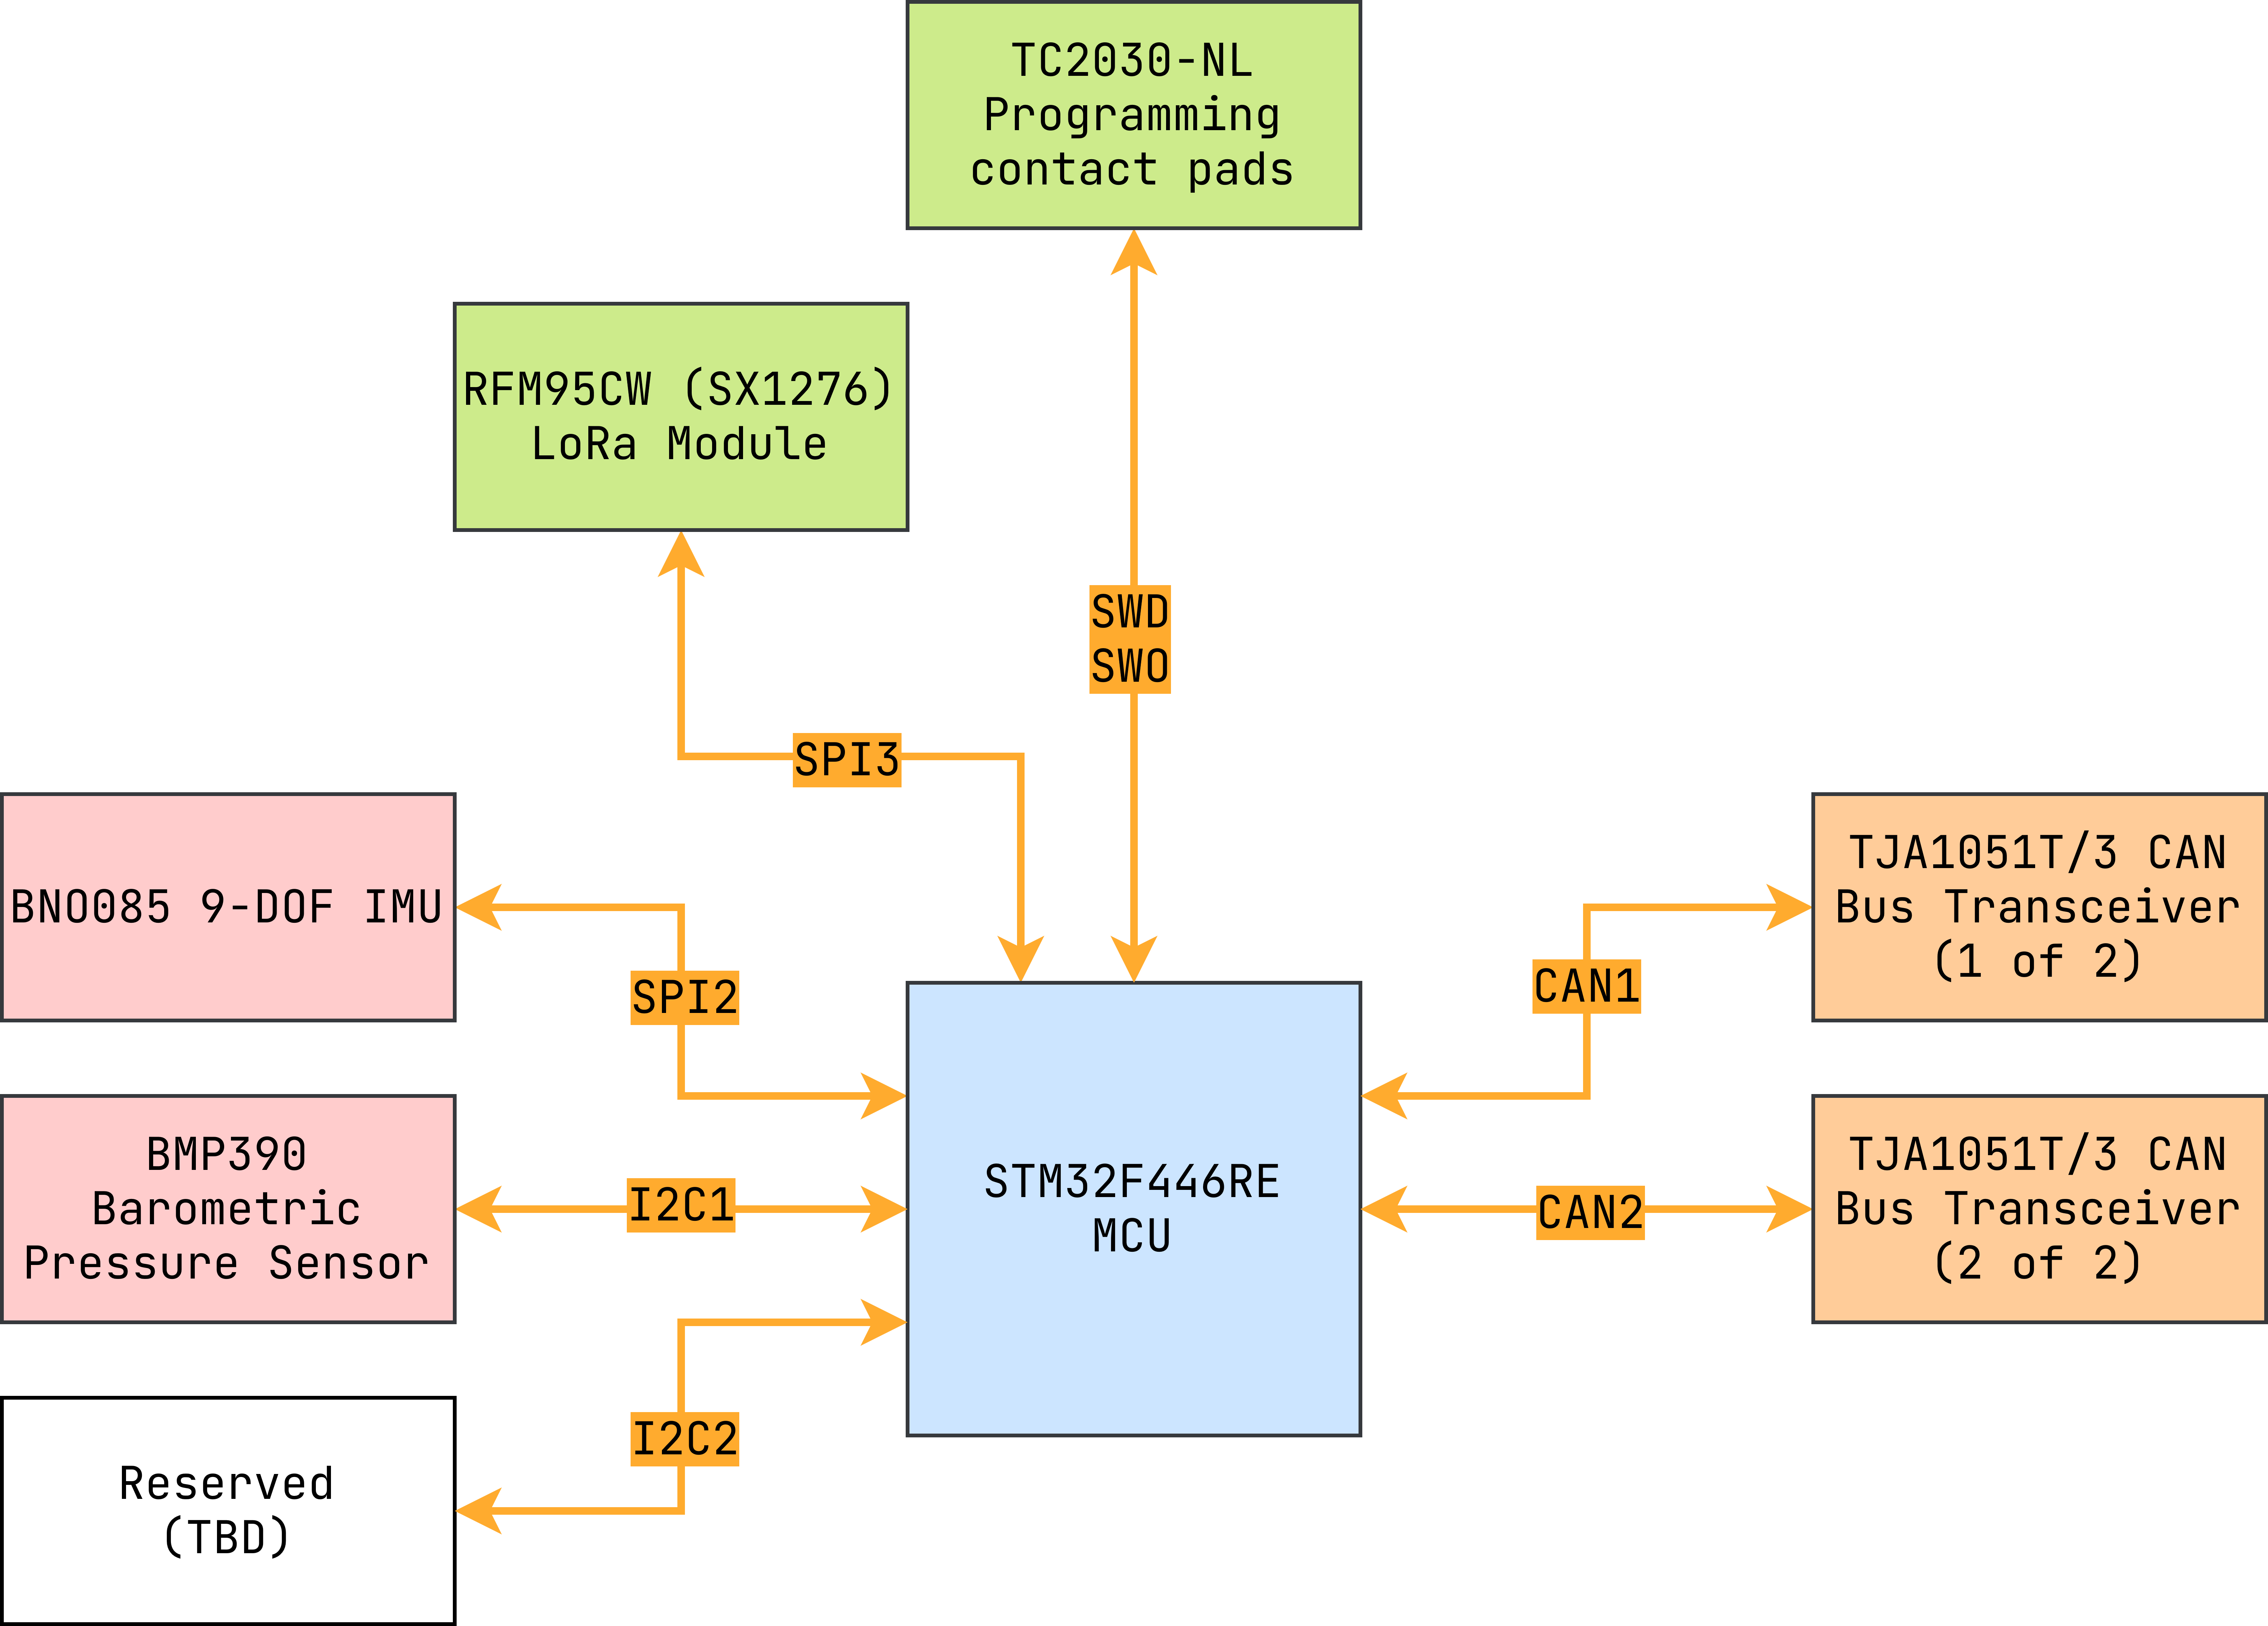 TC2030-NL
Programming
contact pads
RFM95CW (SX1276)
LoRa Module
SWD
SWO
SPI3
BNO085 9-DOF IMU
SPI2
BMP390
Barometric
Pressure Sensor
I2C1
Reserved
(TBD)
I2C2
STM32F446RE
MCU
CAN1
TJA1051T/3 CAN
Bus Transceiver
(1 of 2)
CAN2
TJA1051T/3 CAN
Bus Transceiver
(2 of 2)